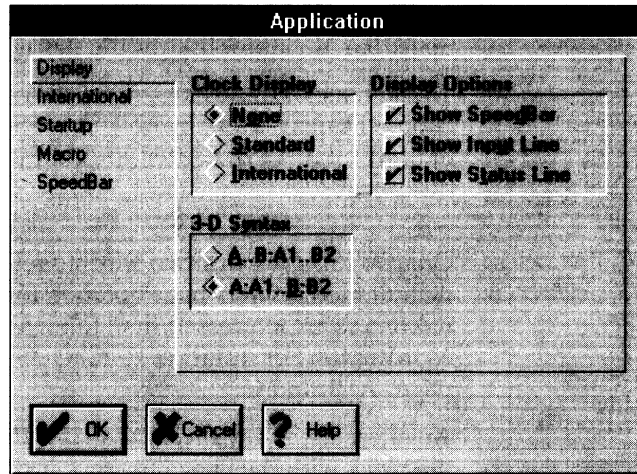 Application
Display
International
Startup
Macro
SpeedBar
Clock Display
None
Standard
International
Display Options
Show SpeedBar
Show Input Line
Show Status Line
3-D Syntax
A..B:A1..B2
A:A1..B:B2
OK
Cancel
Help